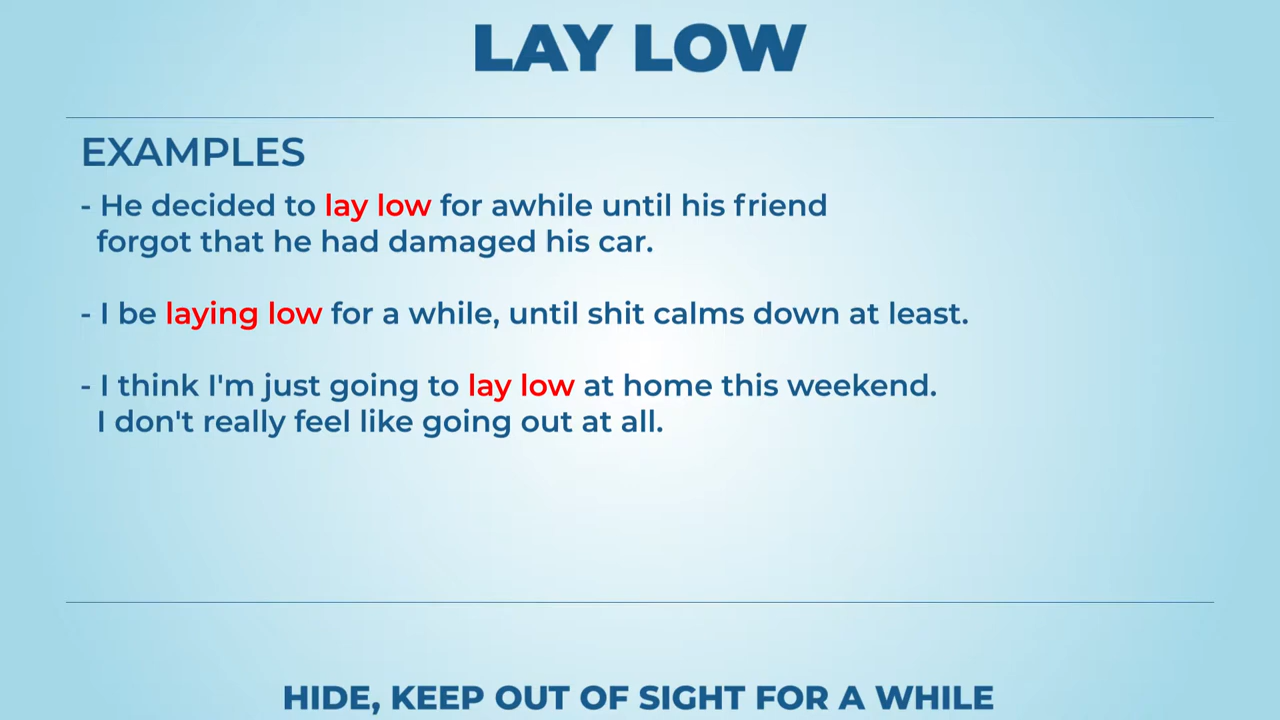 LAY LOW
EXAMPLES
- He decided to lay low for awhile until his friend
forgot that he had damaged his car.
- I be laying low for a while, until shit calms down at least.
- I think I'm just going to lay low at home this weekend.
I don't really feel like going out at all.
HIDE, KEEP OUT OF SIGHT FOR A WHILE